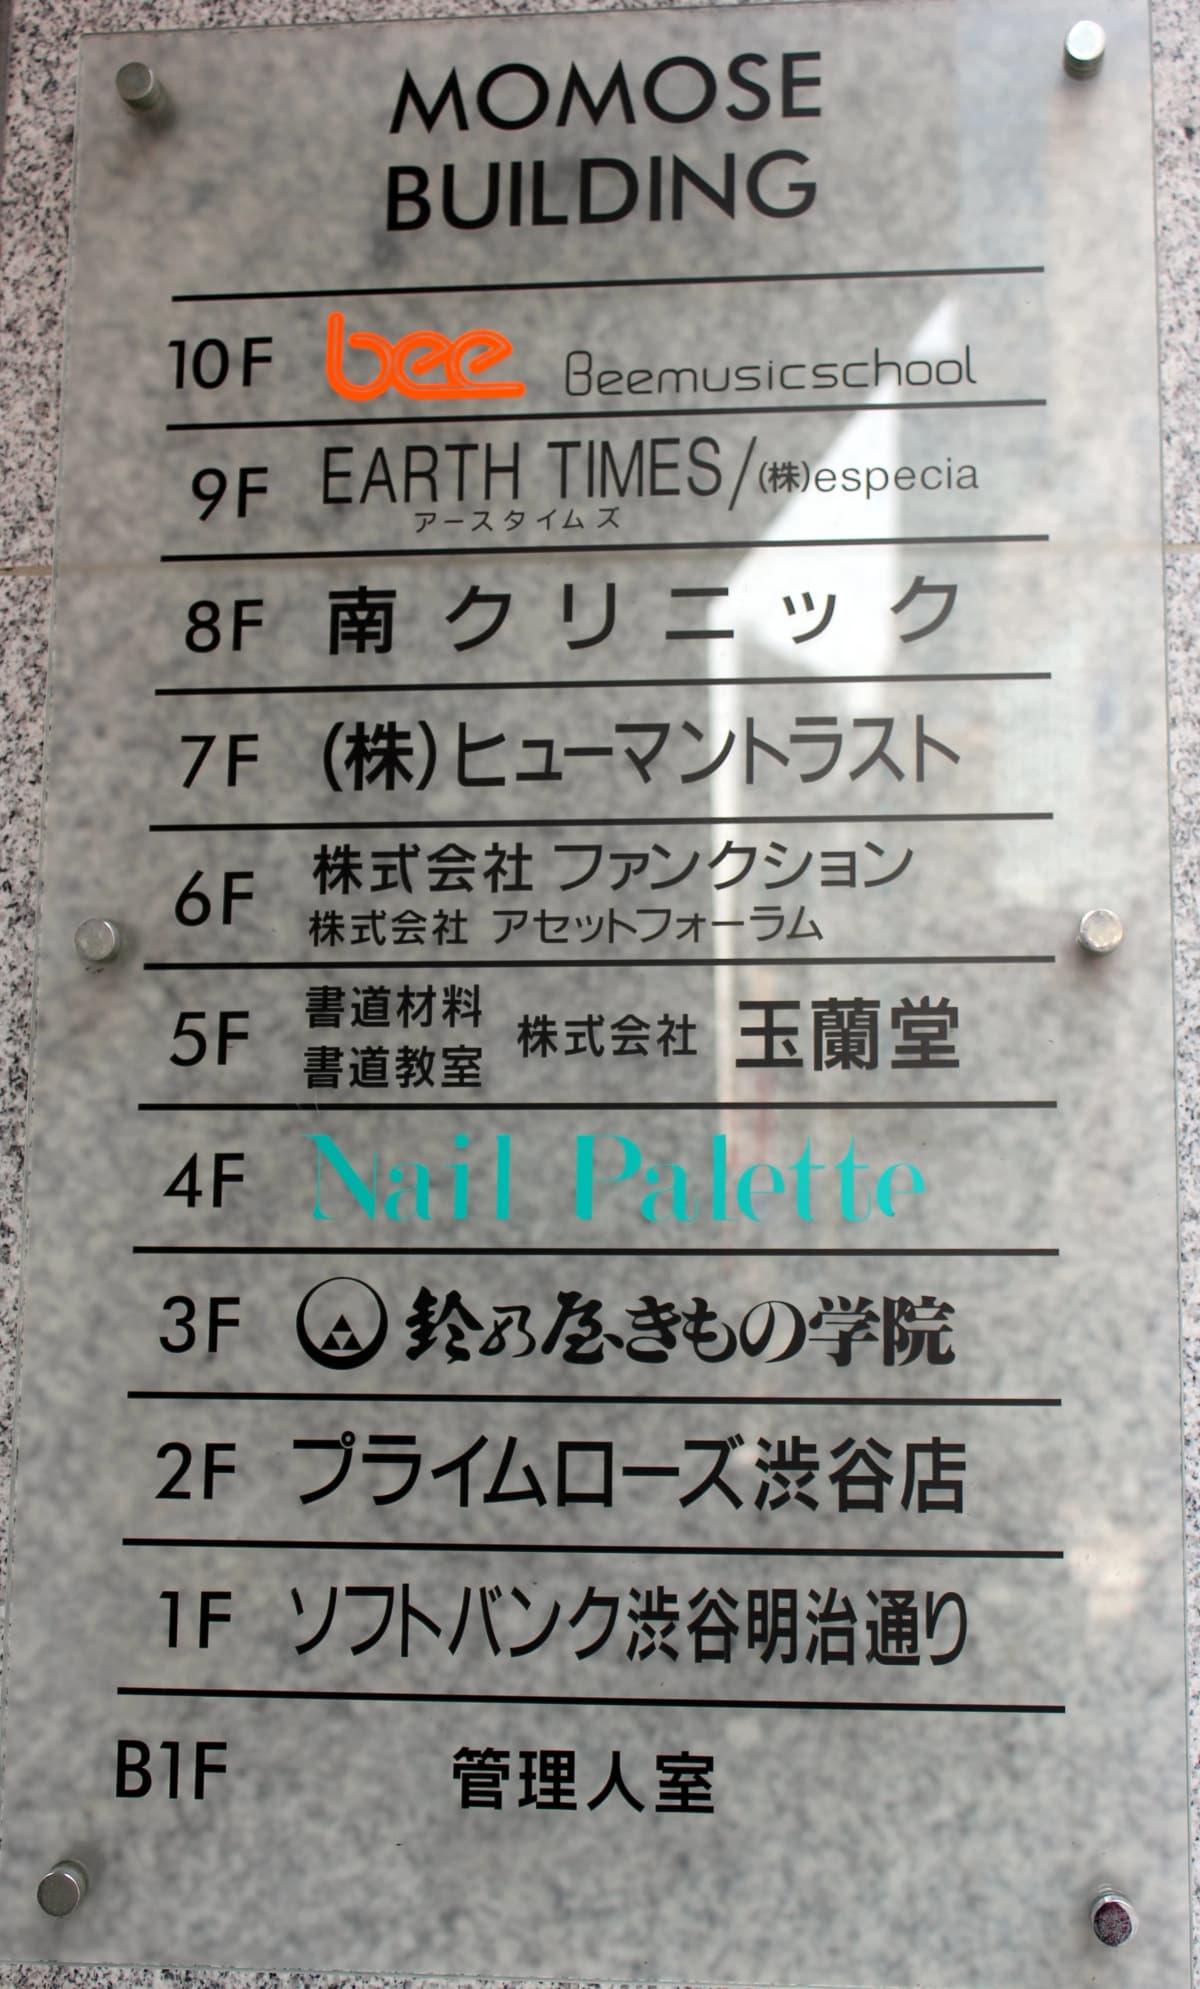 MOMOSE
BUILDING
10F bee Beemusicschool
9F EARTH TIMES/(株)especia
アースタイムズ
8F 南クリニック
7F (株)ヒューマントラスト
6F 株式会社 ファンクション
株式会社 アセットフォーラム
5F 書道材料 株式会社 玉蘭堂
書道教室
4F Nail Palette
3F 鈴乃屋きもの学院
2F プライムローズ渋谷店
1F ソフトバンク渋谷明治通り
B1F 管理人室